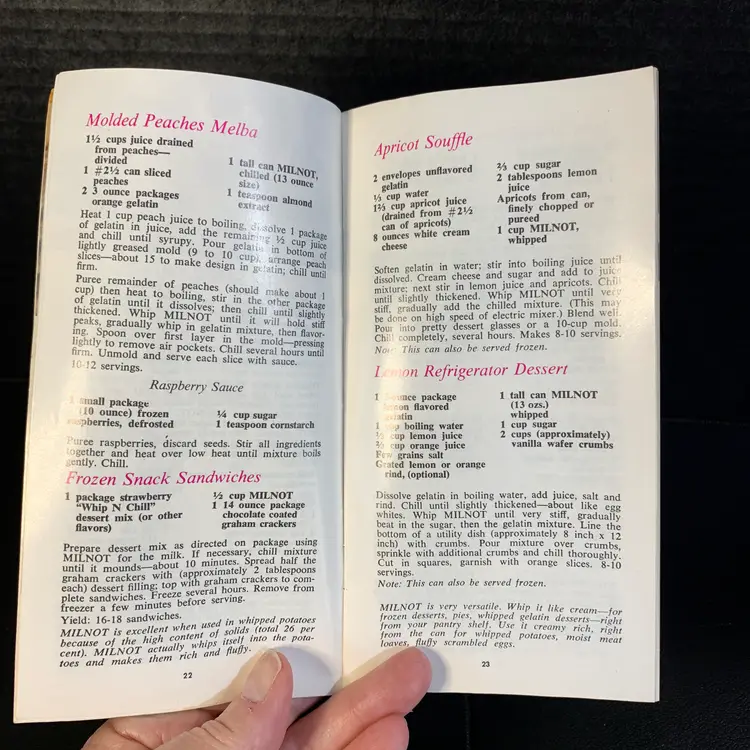 Molded Peaches Melba
1½ cups juice drained
from peaches—
divided
1 #2½ can sliced
peaches
2 3 ounce packages
orange gelatin
1 tall can MILNOT,
chilled (13 ounce
size)
1 teaspoon almond
extract
Heat 1 cup peach juice to boiling, dissolve 1 package
of gelatin in juice, add the remaining ½ cup juice
and chill until syrupy. Pour gelatin in bottom of
lightly greased mold (9 to 10 cup), arrange peach
slices—about 15 to make design in gelatin; chill until
firm.
Puree remainder of peaches (should make about 1
cup) then heat to boiling, stir in the other package
of gelatin until it dissolves; then chill until slightly
thickened. Whip MILNOT until it will hold stiff
peaks, gradually whip in gelatin mixture, then flavor-
ing. Spoon over first layer in the mold—pressing
lightly to remove air pockets. Chill several hours until
firm. Unmold and serve each slice with sauce.
10-12 servings.
Raspberry Sauce
1 small package
(10 ounce) frozen
raspberries, defrosted
¼ cup sugar
1 teaspoon cornstarch
Puree raspberries, discard seeds. Stir all ingredients
together and heat over low heat until mixture boils
gently. Chill.
Frozen Snack Sandwiches
1 package strawberry
"Whip N Chill"
dessert mix (or other
flavors)
½ cup MILNOT
1 14 ounce package
chocolate coated
graham crackers
Prepare dessert mix as directed on package using
MILNOT for the milk. If necessary, chill mixture
until it mounds—about 10 minutes. Spread half the
graham crackers with (approximately 2 tablespoons
each) dessert filling; top with graham crackers to com-
plete sandwiches. Freeze several hours. Remove from
freezer a few minutes before serving.
Yield: 16-18 sandwiches.
MILNOT is excellent when used in whipped potatoes
because of the high content of solids (total 26 per
cent). MILNOT actually whips itself into the pota-
toes and makes them rich and fluffy.
22
Apricot Souffle
2 envelopes unflavored
gelatin
⅓ cup water
1⅔ cup apricot juice
(drained from #2½
can of apricots)
8 ounces white cream
cheese
⅔ cup sugar
2 tablespoons lemon
juice
Apricots from can,
finely chopped or
pureed
1 cup MILNOT,
whipped
Soften gelatin in water; stir into boiling juice until
dissolved. Cream cheese and sugar and add to juice
mixture; next stir in lemon juice and apricots. Chill
until slightly thickened. Whip MILNOT until very
stiff, gradually add the chilled mixture. (This may
be done on high speed of electric mixer.) Blend well.
Pour into pretty dessert glasses or a 10-cup mold.
Chill completely, several hours. Makes 8-10 servings.
Note: This can also be served frozen.
Lemon Refrigerator Dessert
1 -ounce package
lemon flavored
gelatin
1 cup boiling water
cup lemon juice
cup orange juice
Few grains salt
Grated lemon or orange
rind, (optional)
1 tall can MILNOT
(13 ozs.)
whipped
1 cup sugar
2 cups (approximately)
vanilla wafer crumbs
Dissolve gelatin in boiling water, add juice, salt and
rind. Chill until slightly thickened—about like egg
whites. Whip MILNOT until very stiff, gradually
beat in the sugar, then the gelatin mixture. Line the
bottom of a utility dish (approximately 8 inch x 12
inch) with crumbs. Pour mixture over crumbs,
sprinkle with additional crumbs and chill thoroughly.
Cut in squares, garnish with orange slices. 8-10
servings.
Note: This can also be served frozen.
MILNOT is very versatile. Whip it like cream—for
frozen desserts, pies, whipped gelatin desserts—right
from your pantry shelf. Use it creamy rich, right
from the can for whipped potatoes, moist meat
loaves, fluffy scrambled eggs.
23